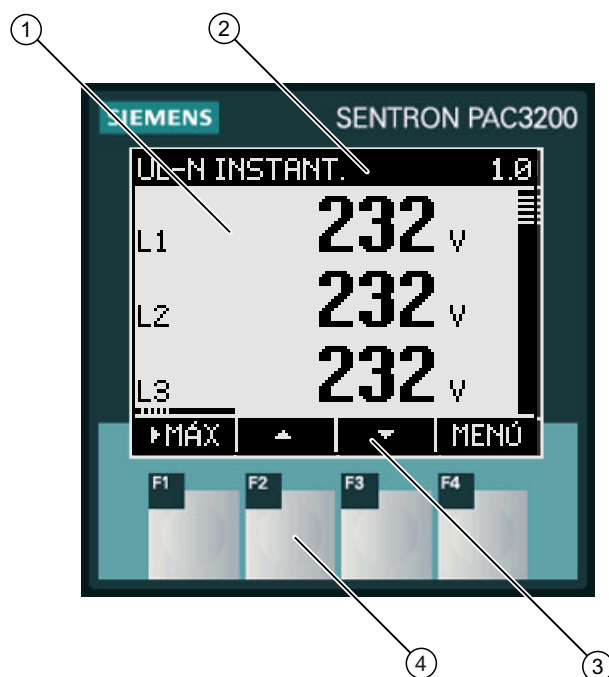 1
2
SIEMENS SENTRON PAC3200
UL-N INSTANT. 1.0
L1 232 V
L2 232 V
L3 232 V
▸MÁX ▲ ▼ MENÚ
F1 F2 F3 F4
4
3